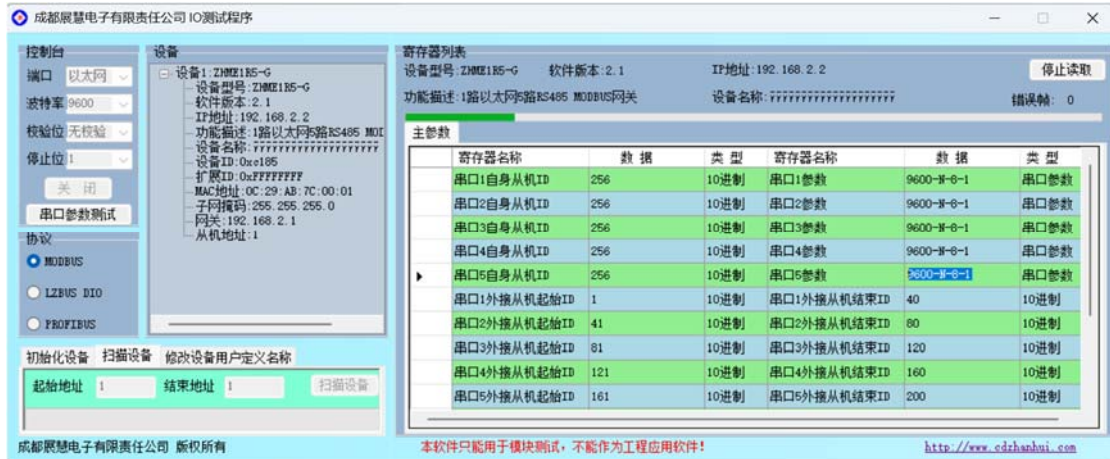 成都展慧电子有限责任公司 IO测试程序
控制台
端口 以太网
波特率 9600
校验位 无校验
停止位 1
关 闭
串口参数测试
协议
MODBUS
LZBUS DIO
PROFIBUS
设备
设备1:ZHME1R5-G
设备型号:ZHME1R5-G
软件版本:2.1
IP地址:192.168.2.2
功能描述:1路以太网5路RS485 MOD
设备名称:ÿÿÿÿÿÿÿÿÿÿÿÿÿÿÿÿÿÿ
设备ID:0xc185
扩展ID:0xFFFFFFFF
MAC地址:0C:29:AB:7C:00:01
子网掩码:255.255.255.0
网关:192.168.2.1
从机地址:1
初始化设备 扫描设备 修改设备用户定义名称
起始地址 1 结束地址 1 扫描设备
寄存器列表
设备型号:ZHME1R5-G 软件版本:2.1 IP地址:192.168.2.2 停止读取
功能描述:1路以太网5路RS485 MODBUS网关 设备名称:ÿÿÿÿÿÿÿÿÿÿÿÿÿÿÿÿÿÿÿÿ 错误帧: 0
主参数
寄存器名称 数 据 类 型 寄存器名称 数 据 类 型
串口1自身从机ID 256 10进制 串口1参数 9600-N-8-1 串口参数
串口2自身从机ID 256 10进制 串口2参数 9600-N-8-1 串口参数
串口3自身从机ID 256 10进制 串口3参数 9600-N-8-1 串口参数
串口4自身从机ID 256 10进制 串口4参数 9600-N-8-1 串口参数
串口5自身从机ID 256 10进制 串口5参数 9600-N-8-1 串口参数
串口1外接从机起始ID 1 10进制 串口1外接从机结束ID 40 10进制
串口2外接从机起始ID 41 10进制 串口2外接从机结束ID 80 10进制
串口3外接从机起始ID 81 10进制 串口3外接从机结束ID 120 10进制
串口4外接从机起始ID 121 10进制 串口4外接从机结束ID 160 10进制
串口5外接从机起始ID 161 10进制 串口5外接从机结束ID 200 10进制
成都展慧电子有限责任公司 版权所有 本软件只能用于模块测试，不能作为工程应用软件！ http://www.cdzhanhui.com